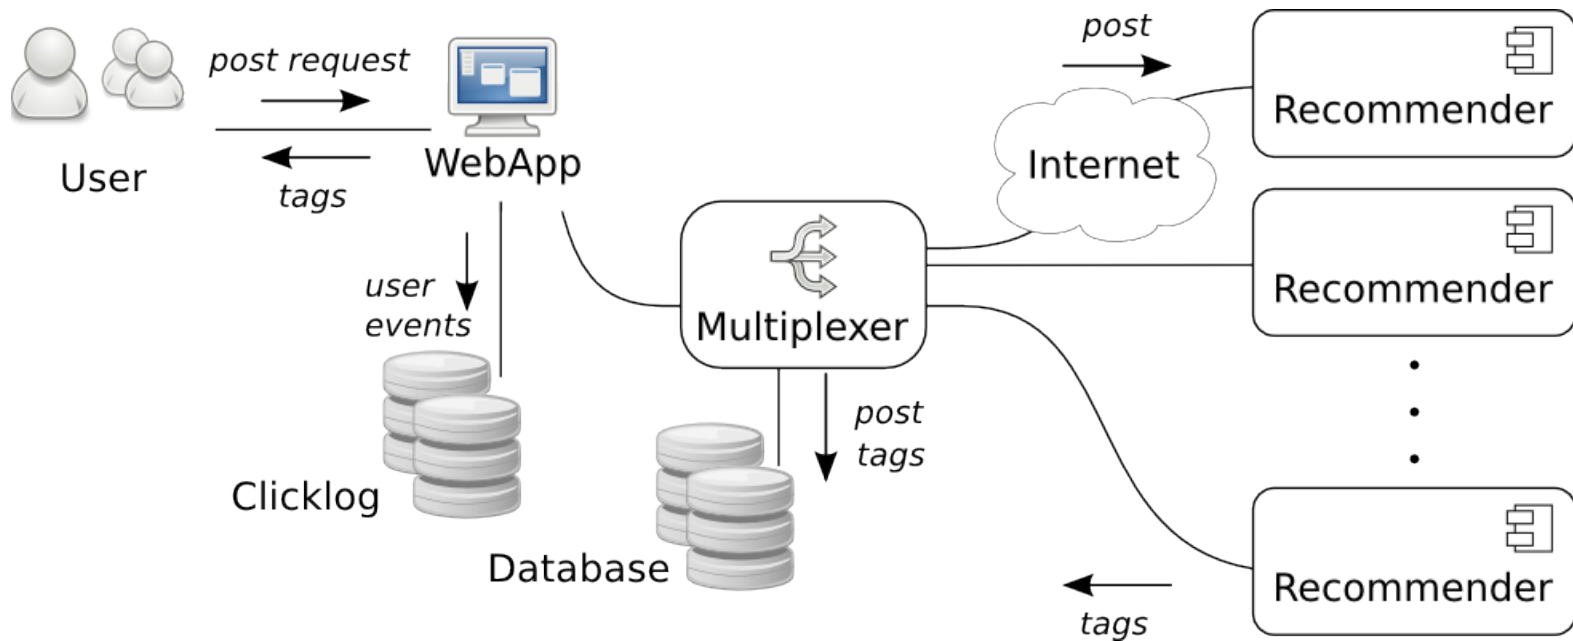 post request
tags
User
WebApp
user
events
Clicklog
Multiplexer
post
tags
Database
post
Internet
Recommender
Recommender
Recommender
tags